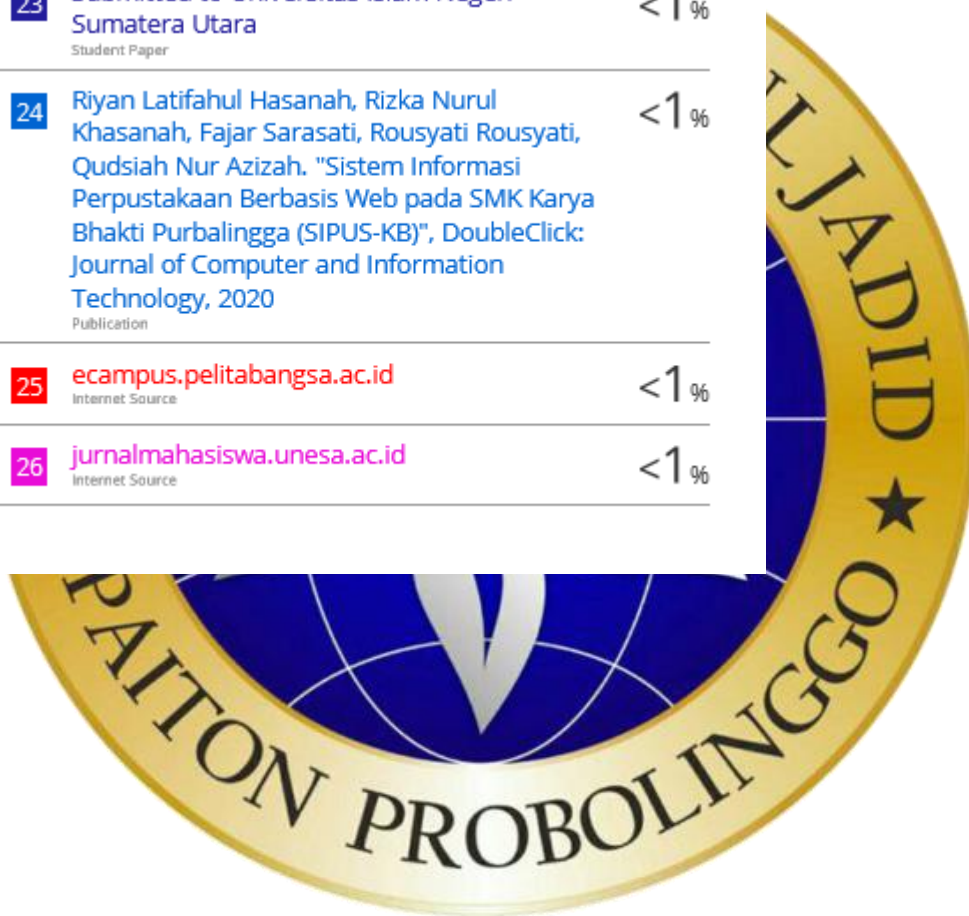 23
Sumatera Utara
<1%
Student Paper
24
Riyan Latifahul Hasanah, Rizka Nurul
<1%
Khasanah, Fajar Sarasati, Rousyati Rousyati,
Qudsiah Nur Azizah. "Sistem Informasi
Perpustakaan Berbasis Web pada SMK Karya
Bhakti Purbalingga (SIPUS-KB)", DoubleClick:
Journal of Computer and Information
Technology, 2020
Publication
25
ecampus.pelitabangsa.ac.id
<1%
Internet Source
26
jurnalmahasiswa.unesa.ac.id
<1%
Internet Source
PAITON PROBOLINGGO ★